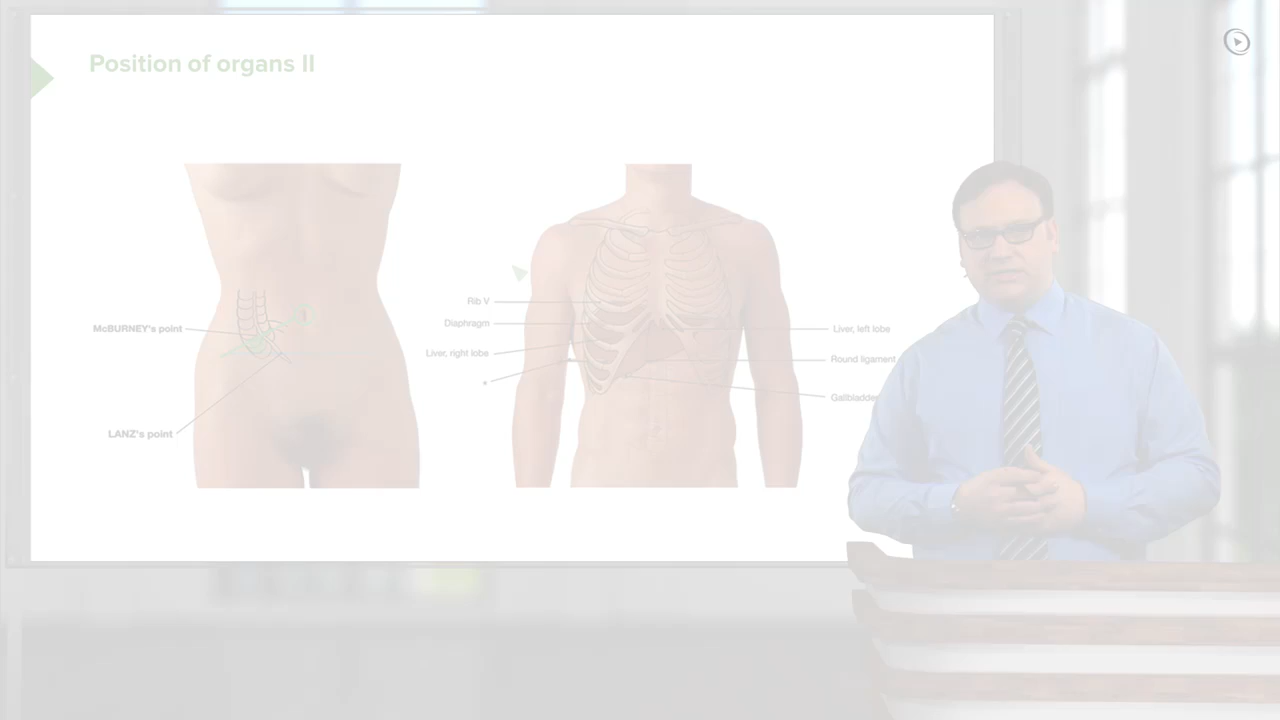 Position of organs II
McBURNEY's point
LANZ's point
1
Rib V
Diaphragm
Liver, right lobe
*
Liver, left lobe
Round ligament
Gallbladder